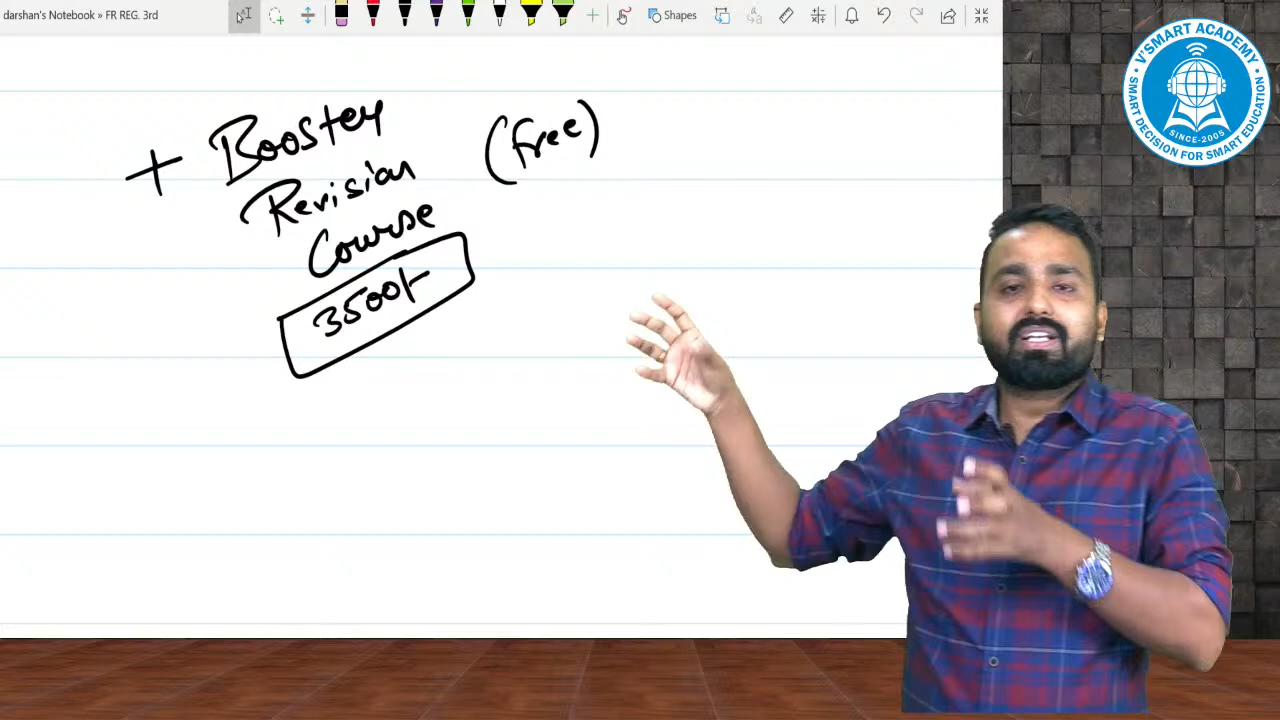 darshan's Notebook » FR REG. 3rd
Shapes
+ Booster (free)
Revision
Course
3500/-
V'SMART ACADEMY
SINCE-2005
SMART DECISION FOR SMART EDUCATION